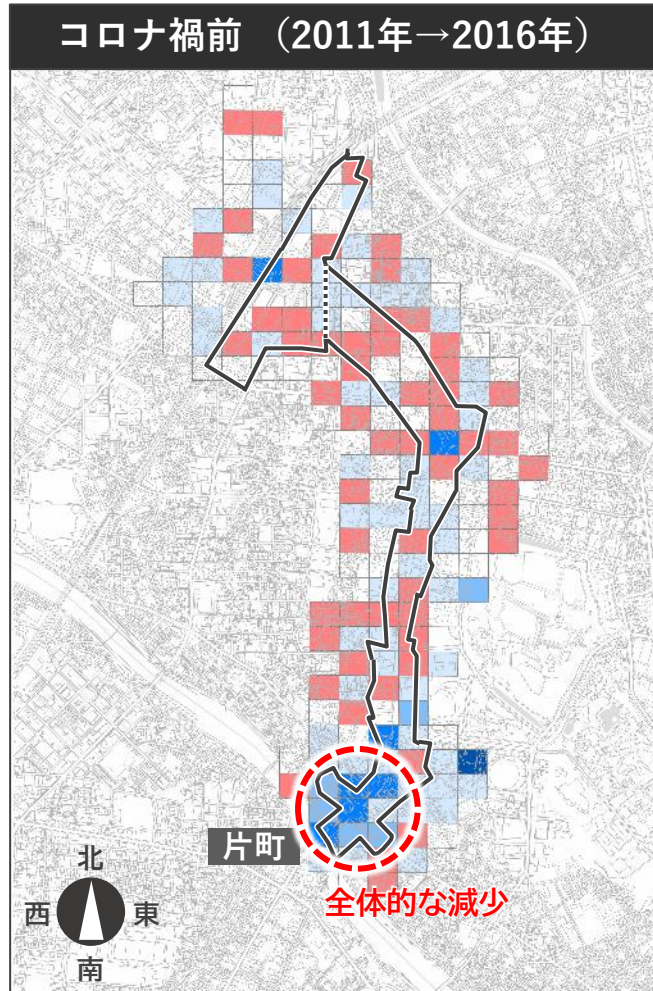 コロナ禍前 （2011年→2016年）
片町
全体的な減少
北
西 東
南